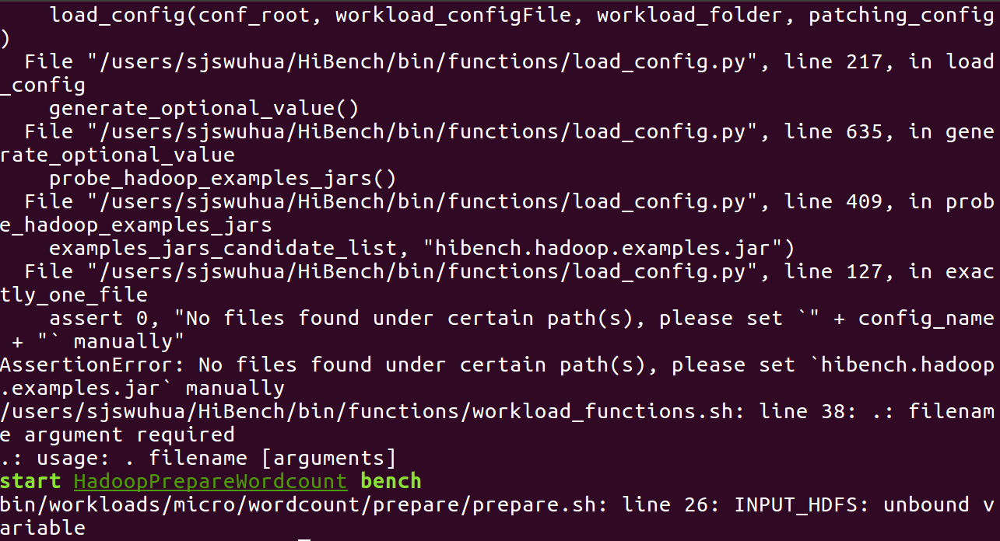 load_config(conf_root, workload_configFile, workload_folder, patching_config
)
  File "/users/sjswuhua/HiBench/bin/functions/load_config.py", line 217, in load
_config
    generate_optional_value()
  File "/users/sjswuhua/HiBench/bin/functions/load_config.py", line 635, in gene
rate_optional_value
    probe_hadoop_examples_jars()
  File "/users/sjswuhua/HiBench/bin/functions/load_config.py", line 409, in prob
e_hadoop_examples_jars
    examples_jars_candidate_list, "hibench.hadoop.examples.jar")
  File "/users/sjswuhua/HiBench/bin/functions/load_config.py", line 127, in exac
tly_one_file
    assert 0, "No files found under certain path(s), please set `" + config_name
 + "` manually"
AssertionError: No files found under certain path(s), please set `hibench.hadoop
.examples.jar` manually
/users/sjswuhua/HiBench/bin/functions/workload_functions.sh: line 38: .: filenam
e argument required
.: usage: . filename [arguments]
start HadoopPrepareWordcount bench
bin/workloads/micro/wordcount/prepare/prepare.sh: line 26: INPUT_HDFS: unbound v
ariable